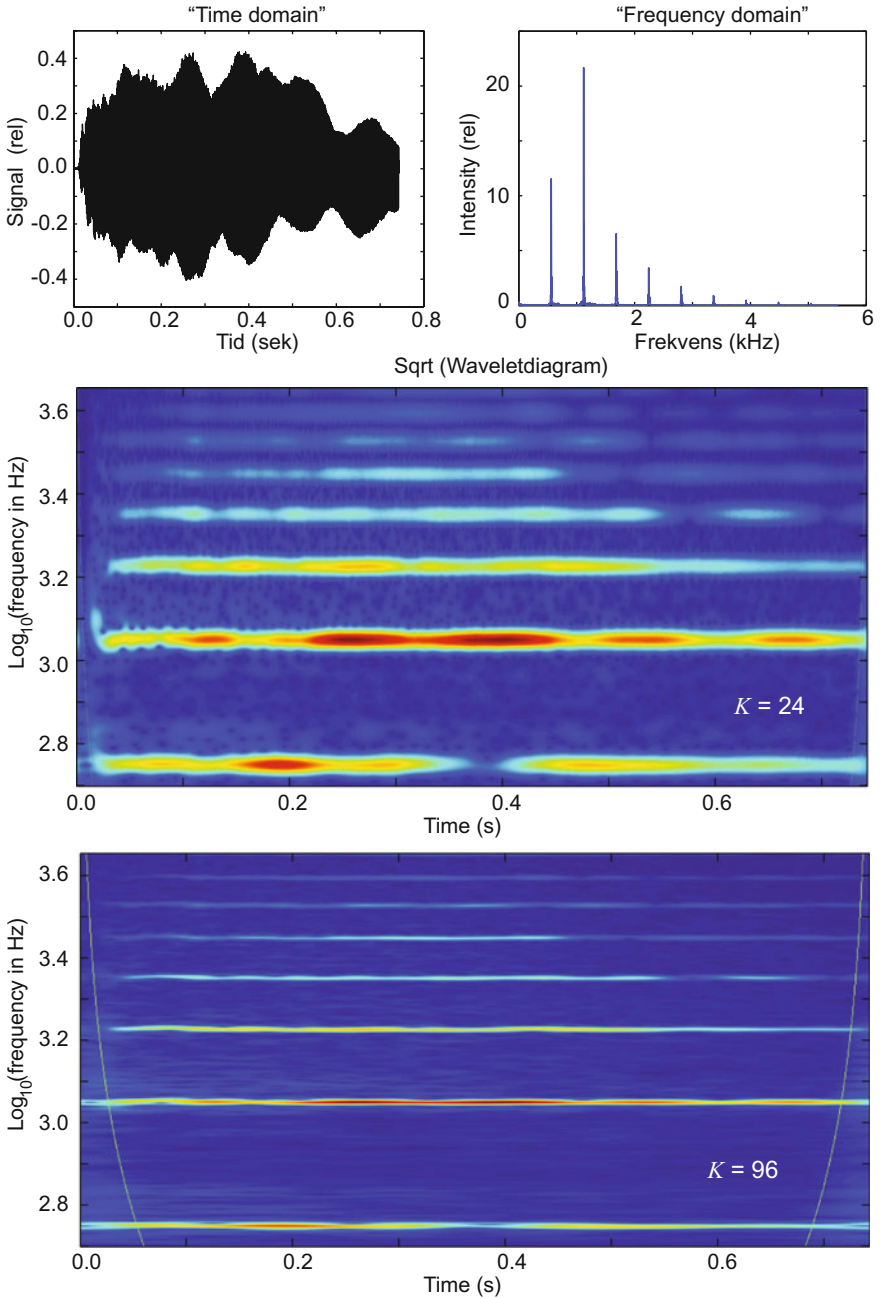 “Time domain”
“Frequency domain”
Signal (rel)
0.4
0.2
0.0
-0.2
-0.4
0.0 0.2 0.4 0.6 0.8
Tid (sek)
Intensity (rel)
20
10
0
0 2 4 6
Frekvens (kHz)
Sqrt (Waveletdiagram)
Log10(frequency in Hz)
3.6
3.4
3.2
3.0
2.8
K = 24
0.0 0.2 0.4 0.6
Time (s)
Log10(frequency in Hz)
3.6
3.4
3.2
3.0
2.8
K = 96
0.0 0.2 0.4 0.6
Time (s)